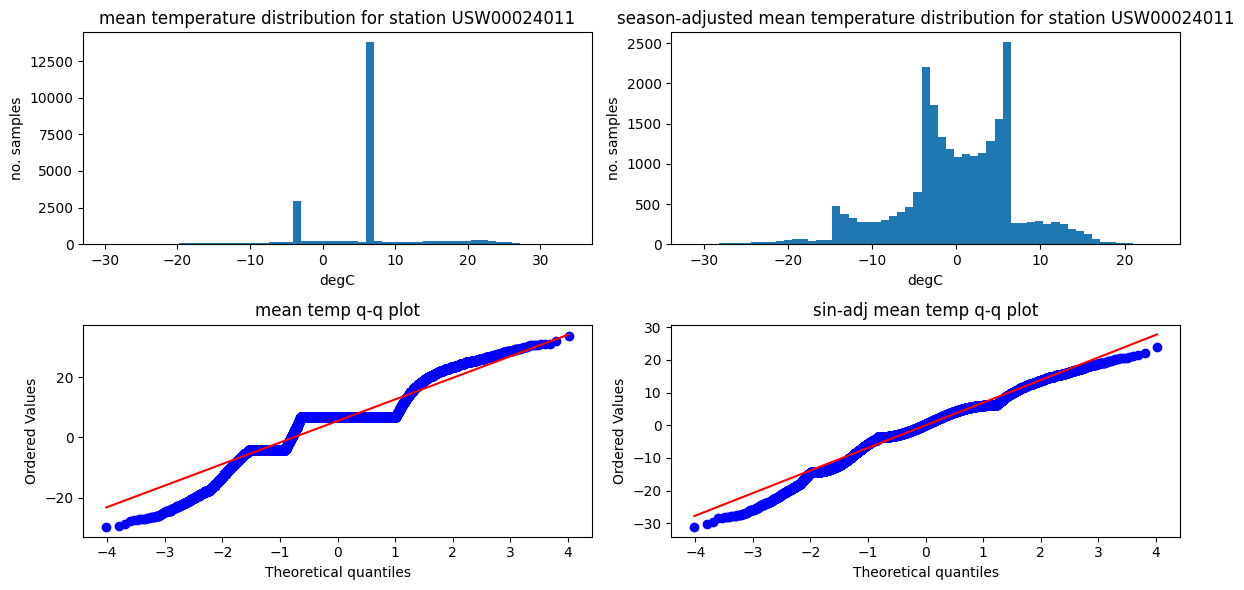 mean temperature distribution for station USW00024011
12500
10000
7500
5000
2500
0
no. samples
−30 −20 −10 0 10 20 30
degC
season-adjusted mean temperature distribution for station USW00024011
2500
2000
1500
1000
500
0
no. samples
−30 −20 −10 0 10 20
degC
mean temp q-q plot
20
0
−20
Ordered Values
−4 −3 −2 −1 0 1 2 3 4
Theoretical quantiles
sin-adj mean temp q-q plot
30
20
10
0
−10
−20
−30
Ordered Values
−4 −3 −2 −1 0 1 2 3 4
Theoretical quantiles